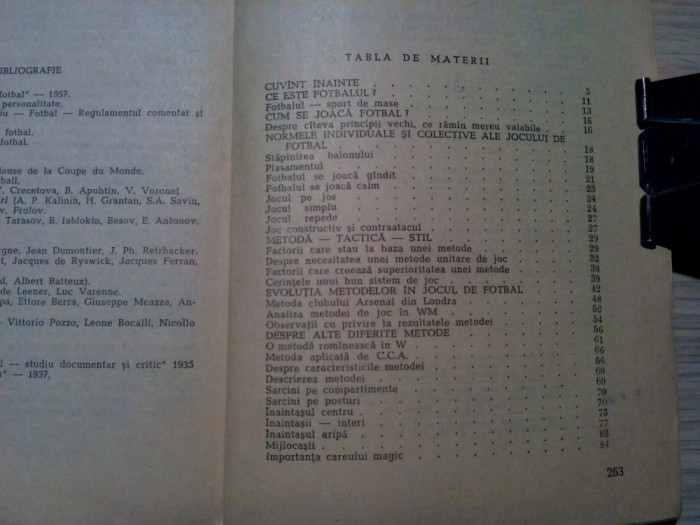 IBLIOGRAFIE
fotbal" — 1957.
personalitate,
iu — Fotbal — Regulamentul comentat și
fotbal.
fotbal.
leuse de la Coupe du Monde.
ball.
V. Crecetova, B. Apuhtin, V. Voronet
rl (A. P. Kalinin, H. Grantan, S.A. Savin,
v, Frolov.
Tarasov, B. Iablokin, Besov, E. Antonov,
rgne, Jean Dumontier, J. Ph. Retrhacker.
t, Jacques de Ryswick, Jacques Ferran,
d, Albert Batteux).
de Leener, Luc Varenne.
pa, Ettore Berra, Giuseppe Meazza, An-
— Vittorio Pozzo, Leone Bocalli, Nicollo
l — studiu documentar și critic" 1935
" — 1937.
TABLA DE MATERII
CUVÎNT ÎNAINTE . . . 5
CE ESTE FOTBALUL? . . . 11
Fotbalul — sport de mase . . . 13
CUM SE JOACĂ FOTBAL? . . . 16
Despre cîteva principii vechi, ce rămîn mereu valabile . 16
NORMELE INDIVIDUALE ȘI COLECTIVE ALE JOCULUI DE
FOTBAL . . . 18
Stăpînirea balonului . . . 18
Plasamentul . . . 19
Fotbalul se joacă gîndit . . . 21
Fotbalul se joacă calm . . . 23
Jocul pe jos . . . 24
Jocul simplu . . . 24
Jocul repede . . . 27
Joc constructiv și contraatacul . . . 27
METODĂ — TACTICĂ — STIL . . . 29
Factorii care stau la baza unei metode . . . 29
Despre necesitatea unei metode unitare de joc . . . 32
Factorii care creează superioritatea unei metode . . . 38
Cerințele unui bun sistem de joc . . . 39
EVOLUȚIA METODELOR ÎN JOCUL DE FOTBAL . . . 42
Metoda clubului Arsenal din Londra . . . 48
Analiza metodei de joc în WM . . . 52
Observații cu privire la rezultatele metodei . . . 54
DESPRE ALTE DIFERITE METODE . . . 56
O metodă romînească în W . . . 61
Metoda aplicată de C.C.A. . . . 66
Despre caracteristicile metodei . . . 66
Descrierea metodei . . . 69
Sarcini pe compartimente . . . 69
Sarcini pe posturi . . . 70
Înaintașul centru . . . 70
Înaintașii — interi . . . 73
Înaintașul aripă . . . 77
Mijlocașii . . . 83
Importanța careului magic . . . 84
263